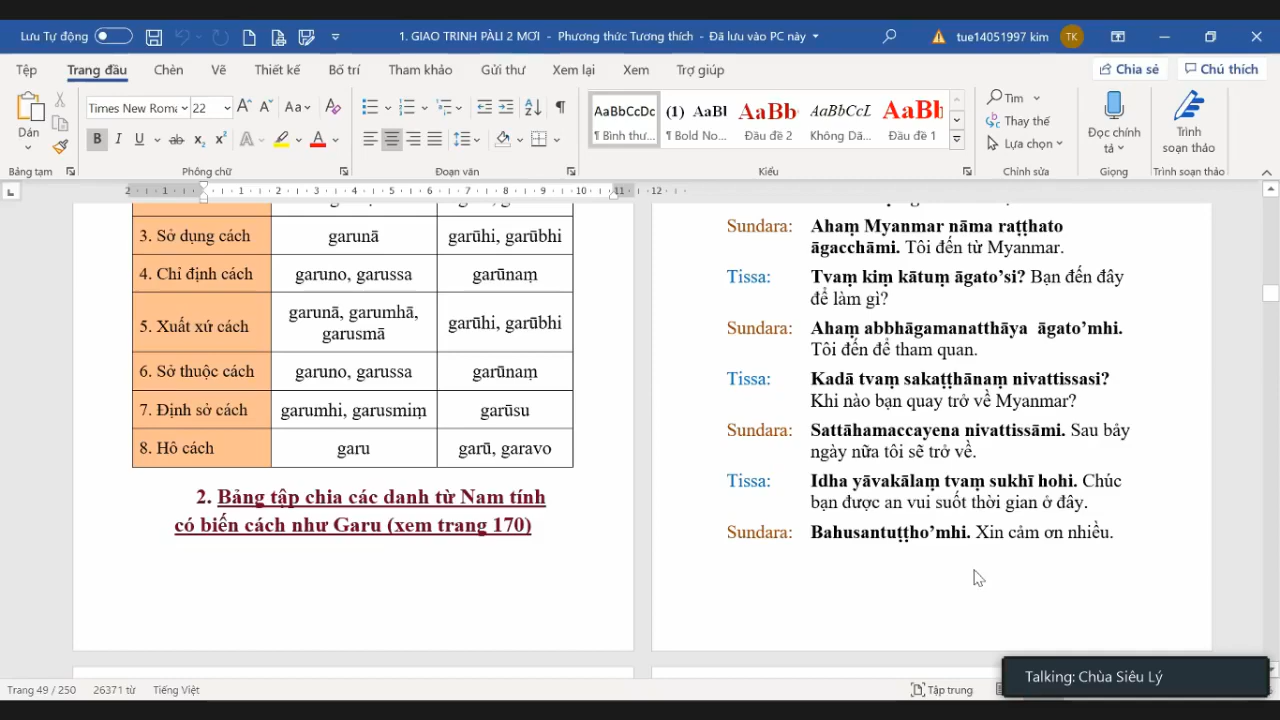 Lưu Tự động
1. GIAO TRINH PÀLI 2 MƠI - Phương thức Tương thích - Đã lưu vào PC này
tue14051997 kim
TK
Tệp
Trang đầu
Chèn
Vẽ
Thiết kế
Bố trí
Tham khảo
Gửi thư
Xem lại
Xem
Trợ giúp
Chia sẻ
Chú thích
Dán
Times New Roma
22
Bảng tạm
Phông chữ
Đoạn văn
AaBbCcDc
¶ Bình thư...
(1) AaBl
¶ Bold No...
AaBb
Đầu đề 2
AaBbCcL
Không Dã...
AaBb
Đầu đề 1
Kiểu
Tìm
Thay thế
Lựa chọn
Chỉnh sửa
Đọc chính tả
Giọng
Trình soạn thảo
Trình soạn thảo
3. Sở dụng cách garunā garūhi, garūbhi
4. Chỉ định cách garuno, garussa garūnaṃ
5. Xuất xứ cách garunā, garumhā, garusmā garūhi, garūbhi
6. Sở thuộc cách garuno, garussa garūnaṃ
7. Định sở cách garumhi, garusmiṃ garūsu
8. Hô cách garu garū, garavo
2. Bảng tập chia các danh từ Nam tính
có biến cách như Garu (xem trang 170)
Sundara: Ahaṃ Myanmar nāma raṭṭhato
āgacchāmi. Tôi đến từ Myanmar.
Tissa: Tvaṃ kiṃ kātuṃ āgato’si? Bạn đến đây
để làm gì?
Sundara: Ahaṃ abbhāgamanatthāya āgato’mhi.
Tôi đến để tham quan.
Tissa: Kadā tvaṃ sakaṭṭhānaṃ nivattissasi?
Khi nào bạn quay trở về Myanmar?
Sundara: Sattāhamaccayena nivattissāmi. Sau bảy
ngày nữa tôi sẽ trở về.
Tissa: Idha yāvakālaṃ tvaṃ sukhī hohi. Chúc
bạn được an vui suốt thời gian ở đây.
Sundara: Bahusantuṭṭho’mhi. Xin cảm ơn nhiều.
Talking: Chùa Siêu Lý
Trang 49 / 250
26371 từ
Tiếng Việt
Tập trung